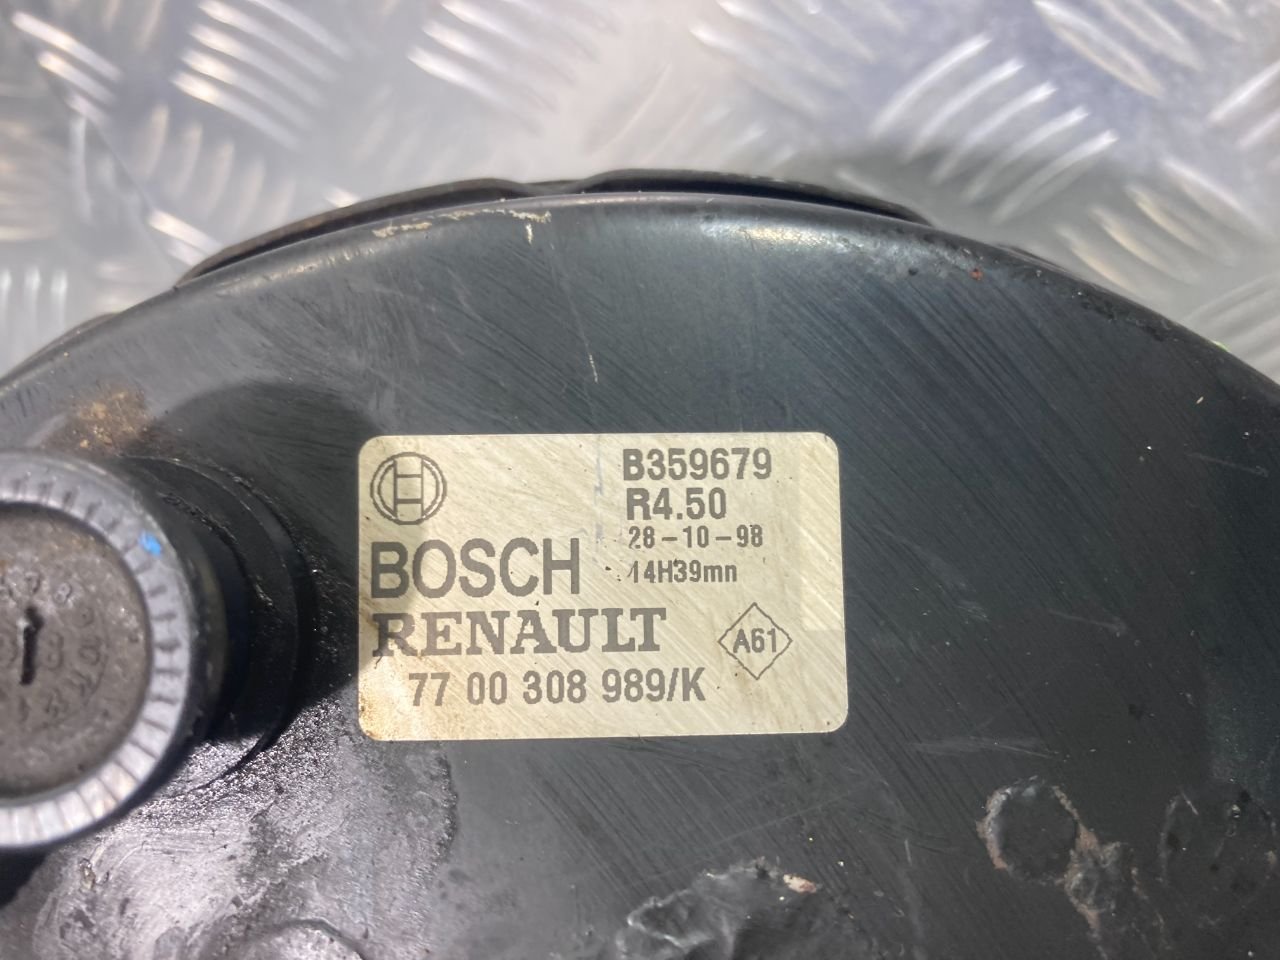 B359679
R4.50
28-10-98
14H39mn
BOSCH
RENAULT
A61
77 00 308 989/K